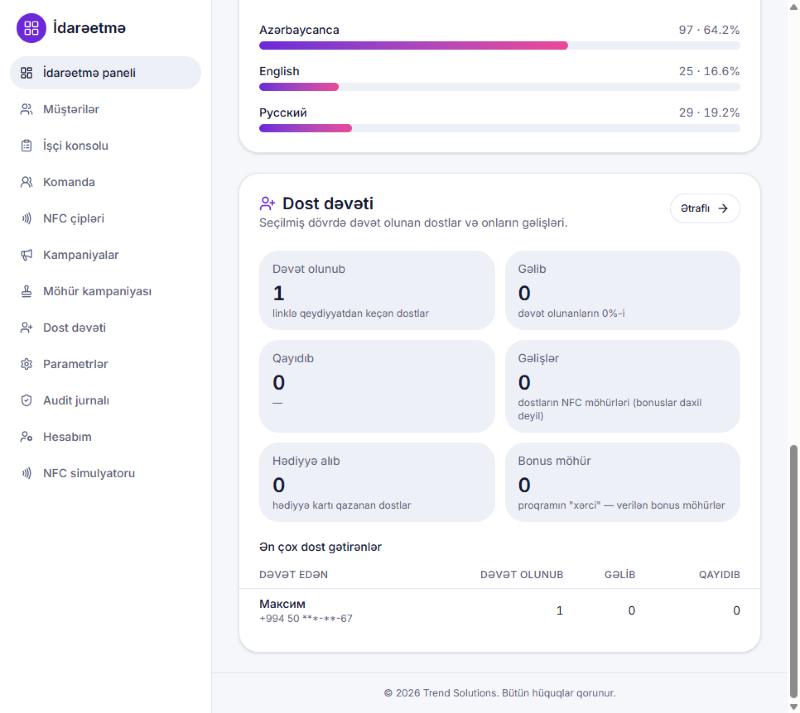 İdarəetmə
İdarəetmə paneli
Müştərilər
İşçi konsolu
Komanda
NFC çipləri
Kampaniyalar
Möhür kampaniyası
Dost dəvəti
Parametrlər
Audit jurnalı
Hesabım
NFC simulyatoru
Azərbaycanca 97 · 64.2%
English 25 · 16.6%
Русский 29 · 19.2%
Dost dəvəti
Ətraflı →
Seçilmiş dövrdə dəvət olunan dostlar və onların gəlişləri.
Dəvət olunub
1
linklə qeydiyyatdan keçən dostlar
Gəlib
0
dəvət olunanların 0%-i
Qayıdıb
0
—
Gəlişlər
0
dostların NFC möhürləri (bonuslar daxil
deyil)
Hədiyyə alıb
0
hədiyyə kartı qazanan dostlar
Bonus möhür
0
proqramın "xərci" — verilən bonus möhürlər
Ən çox dost gətirənlər
DƏVƏT EDƏN DƏVƏT OLUNUB GƏLİB QAYIDIB
Максим 1 0 0
+994 50 ***-**-67
© 2026 Trend Solutions. Bütün hüquqlar qorunur.